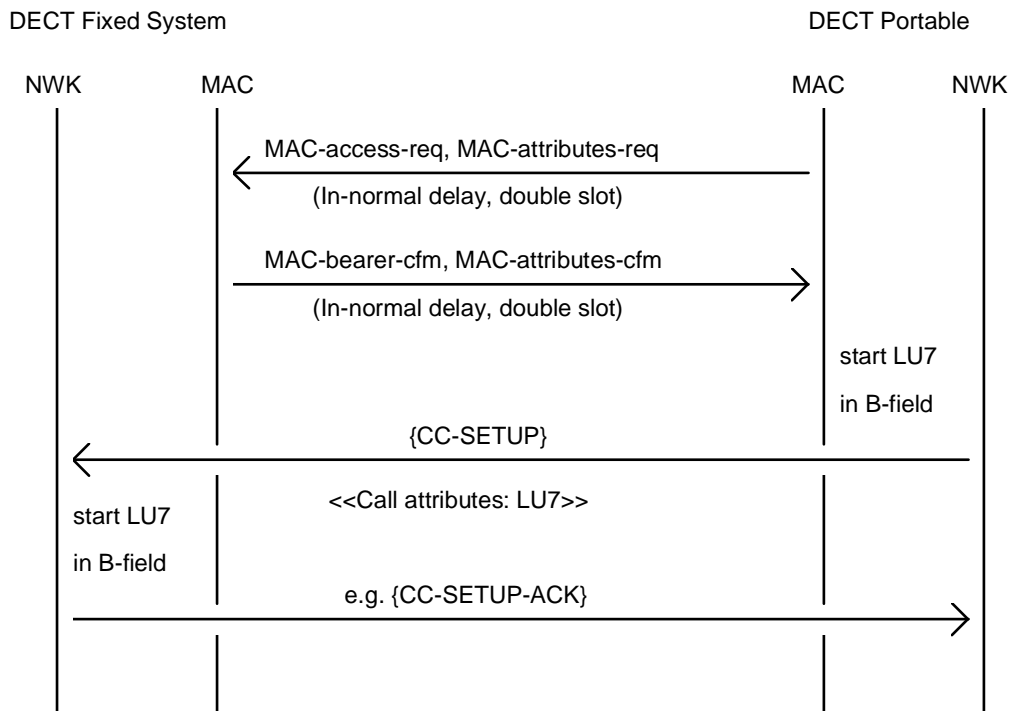 DECT Fixed System
DECT Portable
NWK
MAC
MAC
NWK
MAC-access-req, MAC-attributes-req
(In-normal delay, double slot)
MAC-bearer-cfm, MAC-attributes-cfm
(In-normal delay, double slot)
start LU7
in B-field
{CC-SETUP}
<<Call attributes: LU7>>
start LU7
in B-field
e.g. {CC-SETUP-ACK}